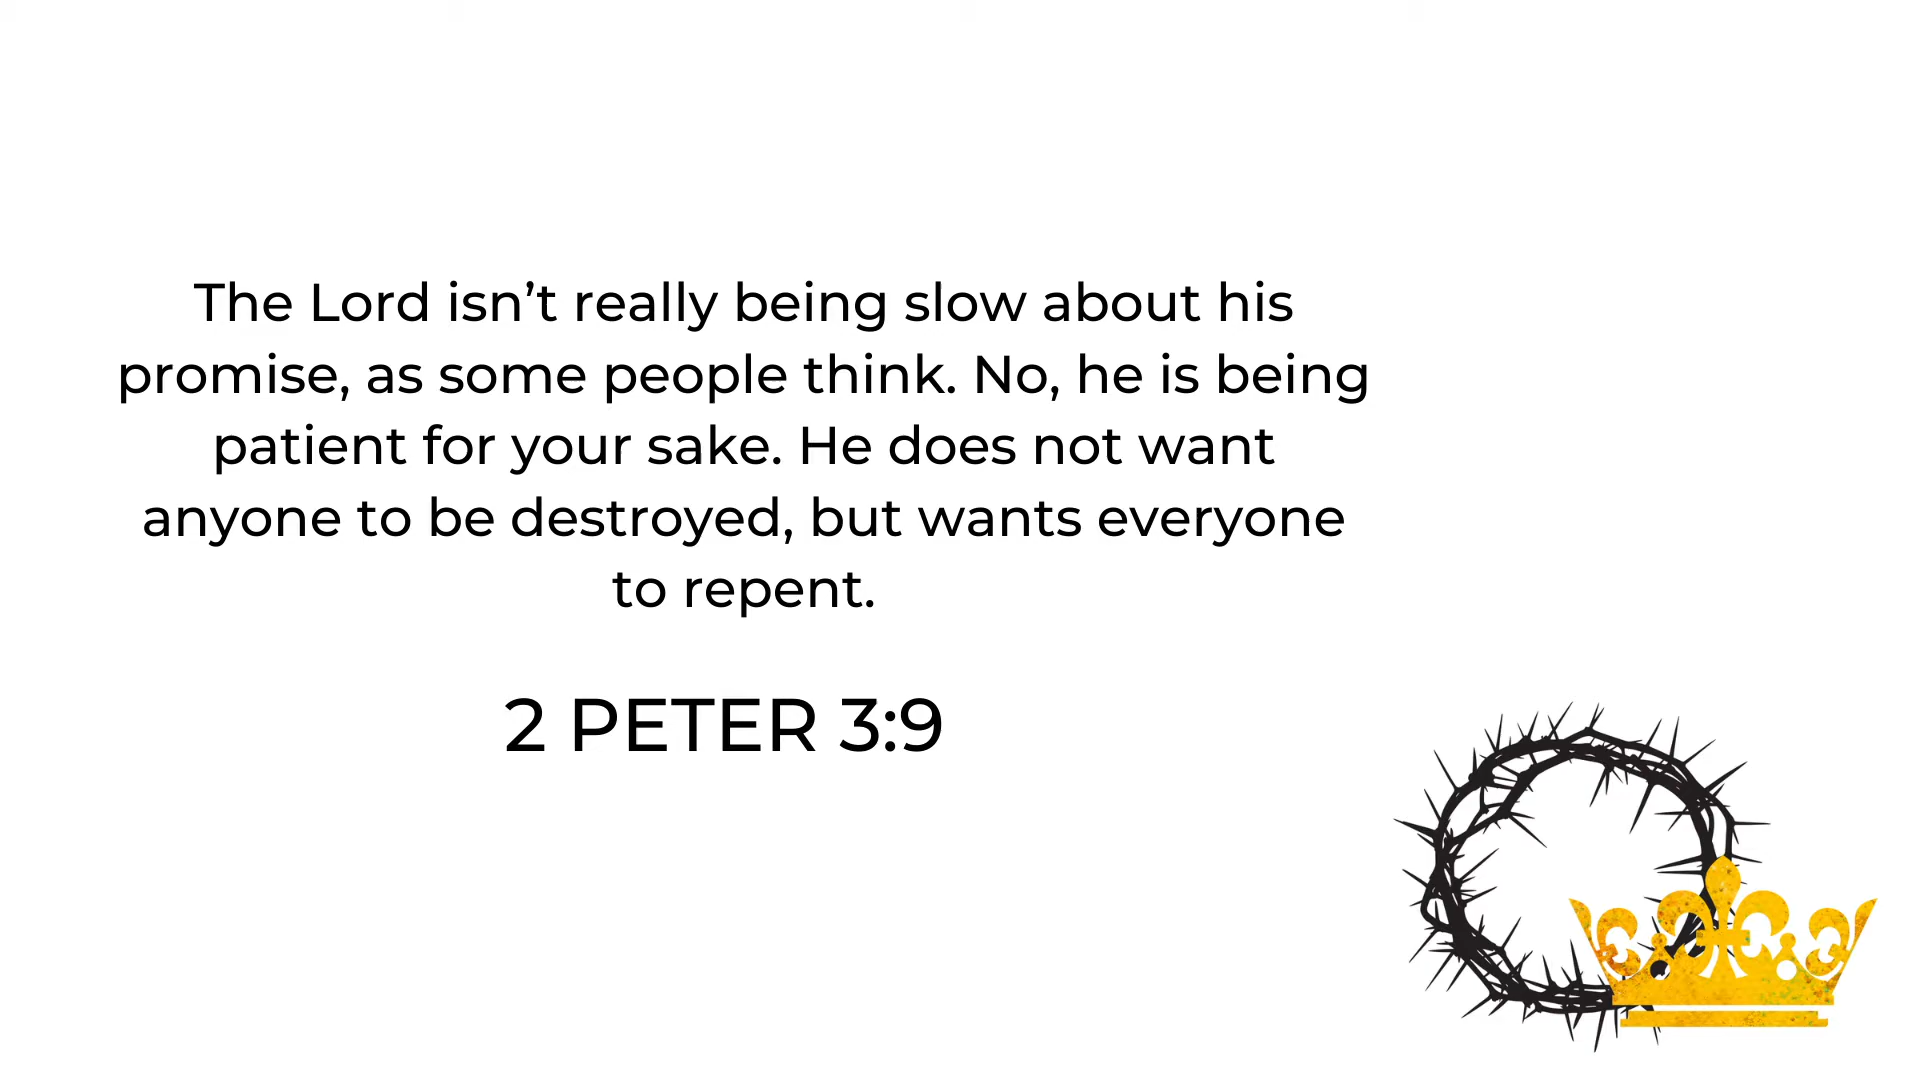 The Lord isn’t really being slow about his
promise, as some people think. No, he is being
patient for your sake. He does not want
anyone to be destroyed, but wants everyone
to repent.
2 PETER 3:9